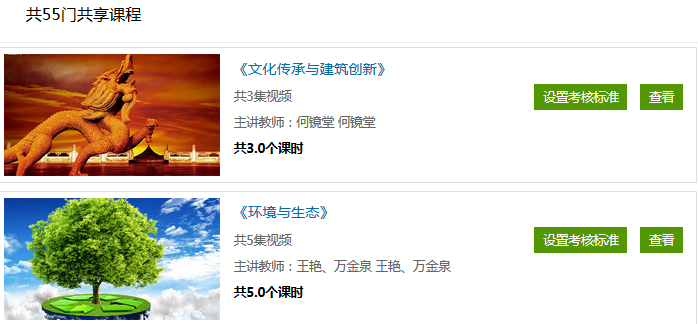 共55门共享课程
《文化传承与建筑创新》
共3集视频
设置考核标准 查看
主讲教师：何镜堂 何镜堂
共3.0个课时
《环境与生态》
共5集视频
设置考核标准 查看
主讲教师：王艳、万金泉 王艳、万金泉
共5.0个课时